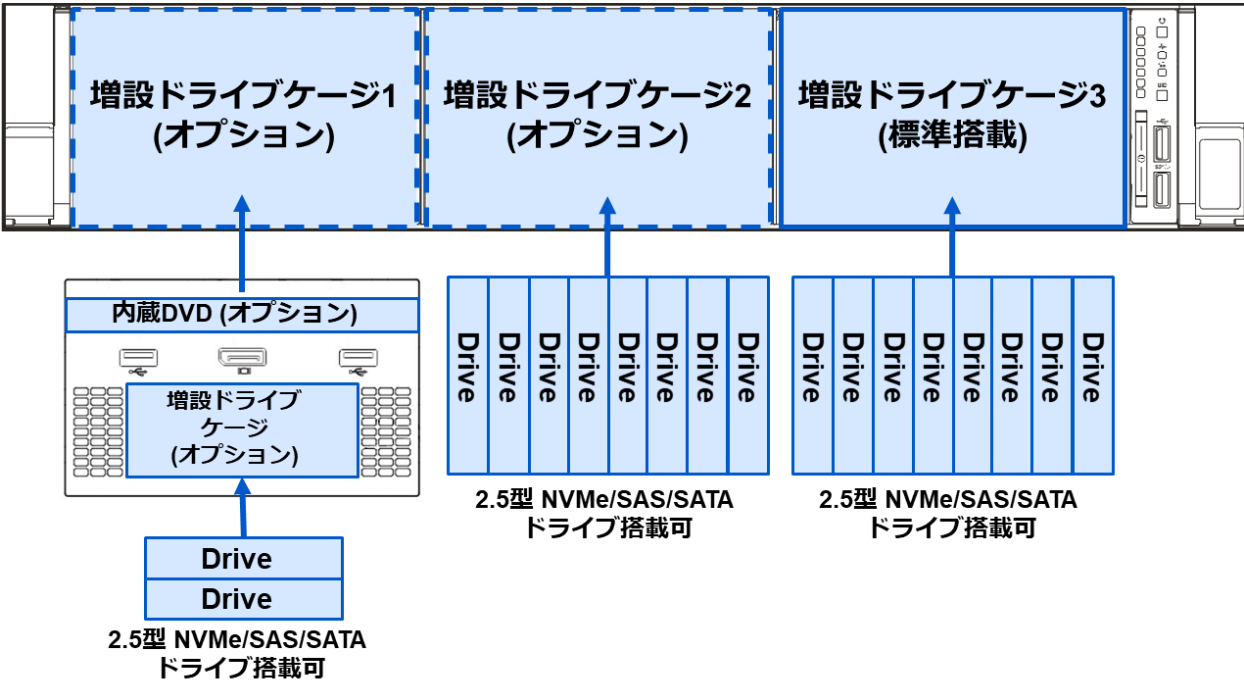 増設ドライブケージ1
(オプション)
増設ドライブケージ2
(オプション)
増設ドライブケージ3
(標準搭載)
内蔵DVD (オプション)
増設ドライブ
ケージ
(オプション)
Drive
Drive
2.5型 NVMe/SAS/SATA
ドライブ搭載可
Drive
Drive
Drive
Drive
Drive
Drive
Drive
Drive
2.5型 NVMe/SAS/SATA
ドライブ搭載可
Drive
Drive
Drive
Drive
Drive
Drive
Drive
Drive
2.5型 NVMe/SAS/SATA
ドライブ搭載可